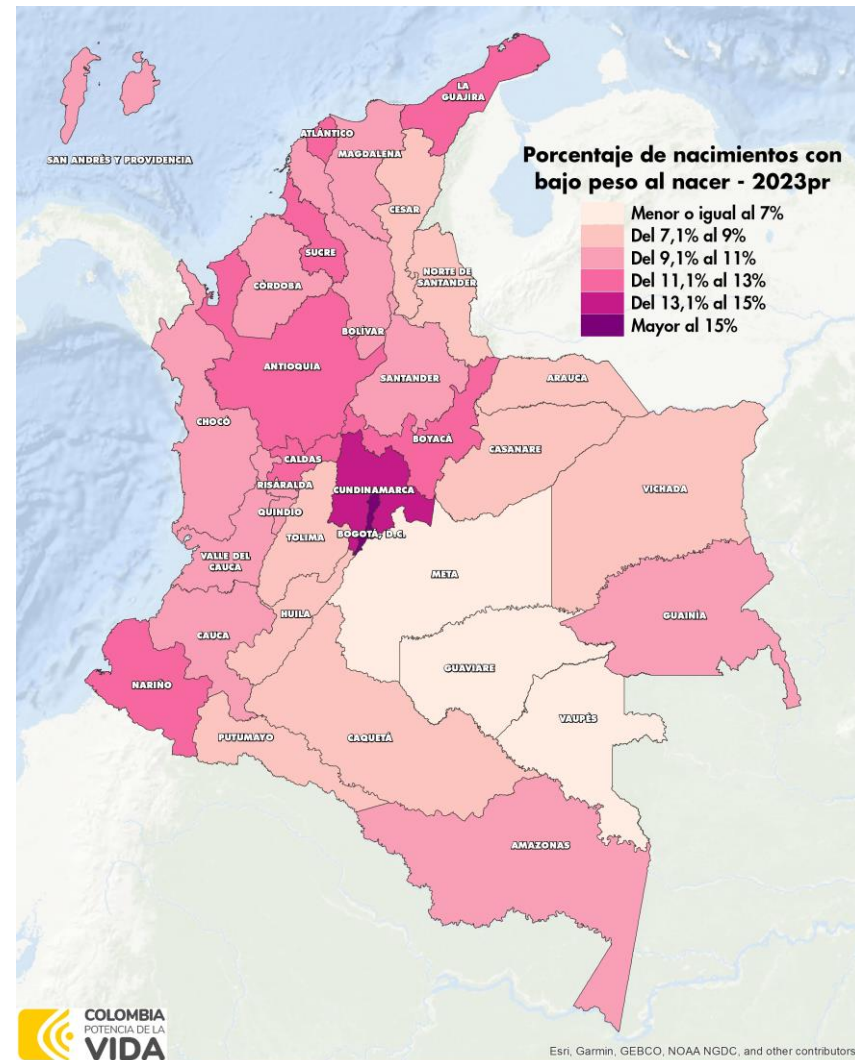 LA
GUAJIRA
ATLÁNTICO
MAGDALENA
SAN ANDRÉS Y PROVIDENCIA
Porcentaje de nacimientos con
bajo peso al nacer - 2023pr
Menor o igual al 7%
Del 7,1% al 9%
Del 9,1% al 11%
Del 11,1% al 13%
Del 13,1% al 15%
Mayor al 15%
CESAR
SUCRE
NORTE DE
SANTANDER
CÓRDOBA
BOLÍVAR
ANTIOQUIA
SANTANDER
ARAUCA
CHOCÓ
BOYACÁ
CASANARE
CALDAS
RISARALDA
CUNDINAMARCA
VICHADA
QUINDIO
BOGOTÁ, D.C.
TOLIMA
VALLE DEL
CAUCA
META
HUILA
GUAINÍA
CAUCA
GUAVIARE
NARIÑO
VAUPÉS
PUTUMAYO
CAQUETÁ
AMAZONAS
COLOMBIA
POTENCIA DE LA
VIDA
Esri, Garmin, GEBCO, NOAA NGDC, and other contributors